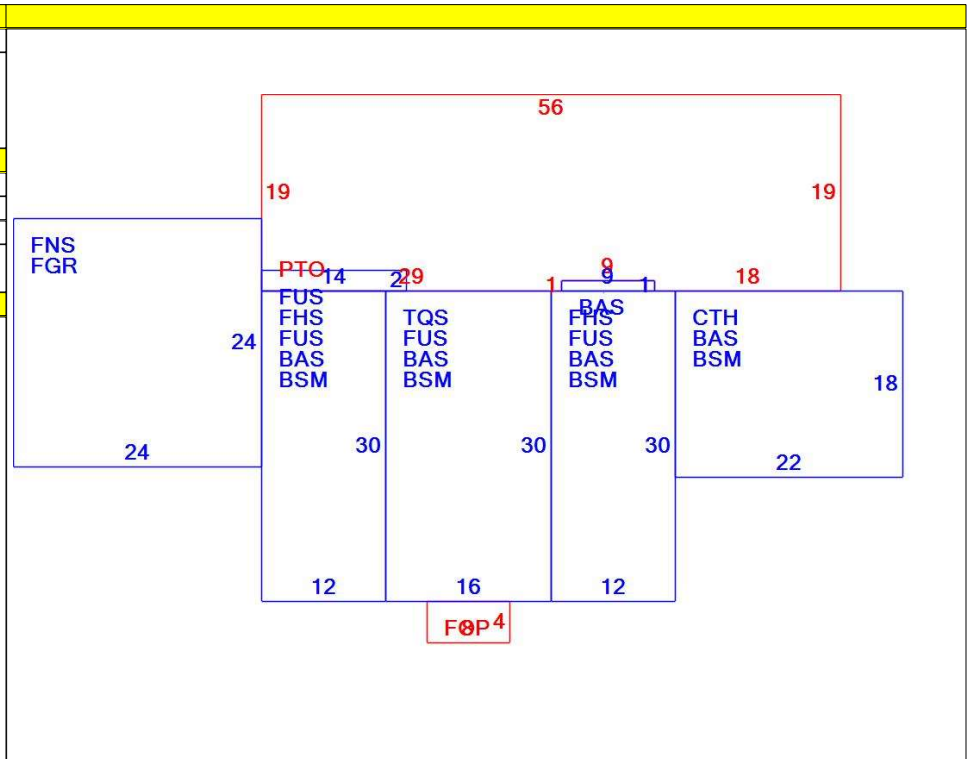 56
19 19
FNS
FGR
PTO 14 2 29 1 9 9 1 18
FUS
FHS
FUS
BAS
BSM
TQS
FUS
BAS
BSM
BAS
FHS
FUS
BAS
BSM
CTH
BAS
BSM
24
18
30 30 30
24
22
12 16 12
FOP 8 4